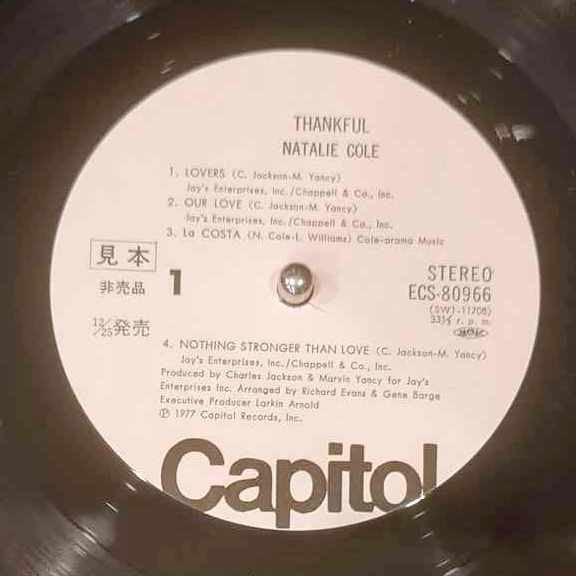 THANKFUL
NATALIE COLE
1. LOVERS (C. Jackson-M. Yancy)
Jay's Enterprises, Inc./Chappell & Co., Inc.
2. OUR LOVE (C. Jackson-M. Yancy)
Jay's Enterprises, Inc./Chappell & Co., Inc.
3. La COSTA (N. Cole-L. Williams) Cole-arama Music
見本
非売品
1
12/25発売
STEREO
ECS-80966
(SW1-11708)
33⅓ r. p. m.
4. NOTHING STRONGER THAN LOVE (C. Jackson-M. Yancy)
Jay's Enterprises, Inc./Chappell & Co., Inc.
Produced by Charles Jackson & Marvin Yancy for Jay's
Enterprises Inc. Arranged by Richard Evans & Gene Barge
Executive Producer Larkin Arnold
℗ 1977 Capitol Records, Inc.
Capitol